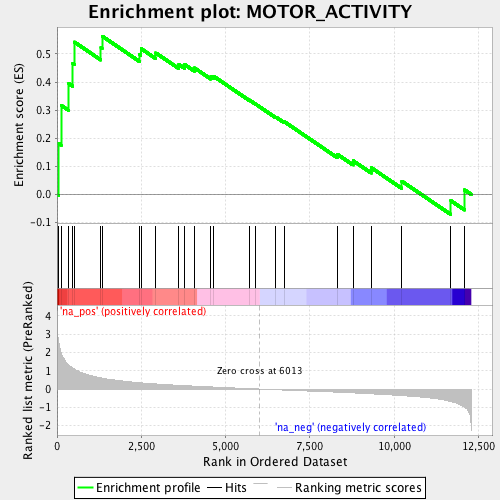 Enrichment plot: MOTOR_ACTIVITY
Enrichment score (ES)
0.5
0.4
0.3
0.2
0.1
0.0
-0.1
'na_pos' (positively correlated)
Ranked list metric (PreRanked)
4
3
2
1
0
-1
-2
Zero cross at 6013
'na_neg' (negatively correlated)
0 2,500 5,000 7,500 10,000 12,500
Rank in Ordered Dataset
Enrichment profile Hits Ranking metric scores